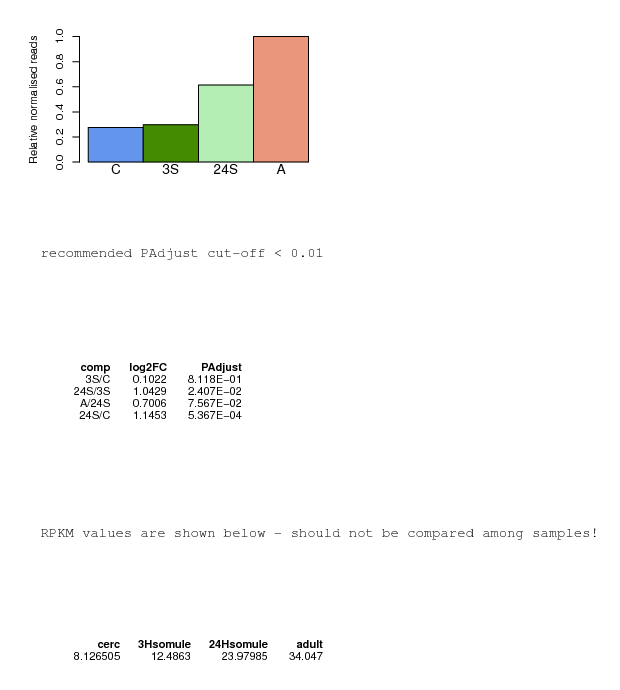 Relative normalised reads
1.0
0.8
0.6
0.4
0.2
0.0
C 3S 24S A
recommended PAdjust cut-off < 0.01
comp log2FC PAdjust
3S/C 0.1022 8.118E−01
24S/3S 1.0429 2.407E−02
A/24S 0.7006 7.567E−02
24S/C 1.1453 5.367E−04
RPKM values are shown below - should not be compared among samples!
cerc 3Hsomule 24Hsomule adult
8.126505 12.4863 23.97985 34.047